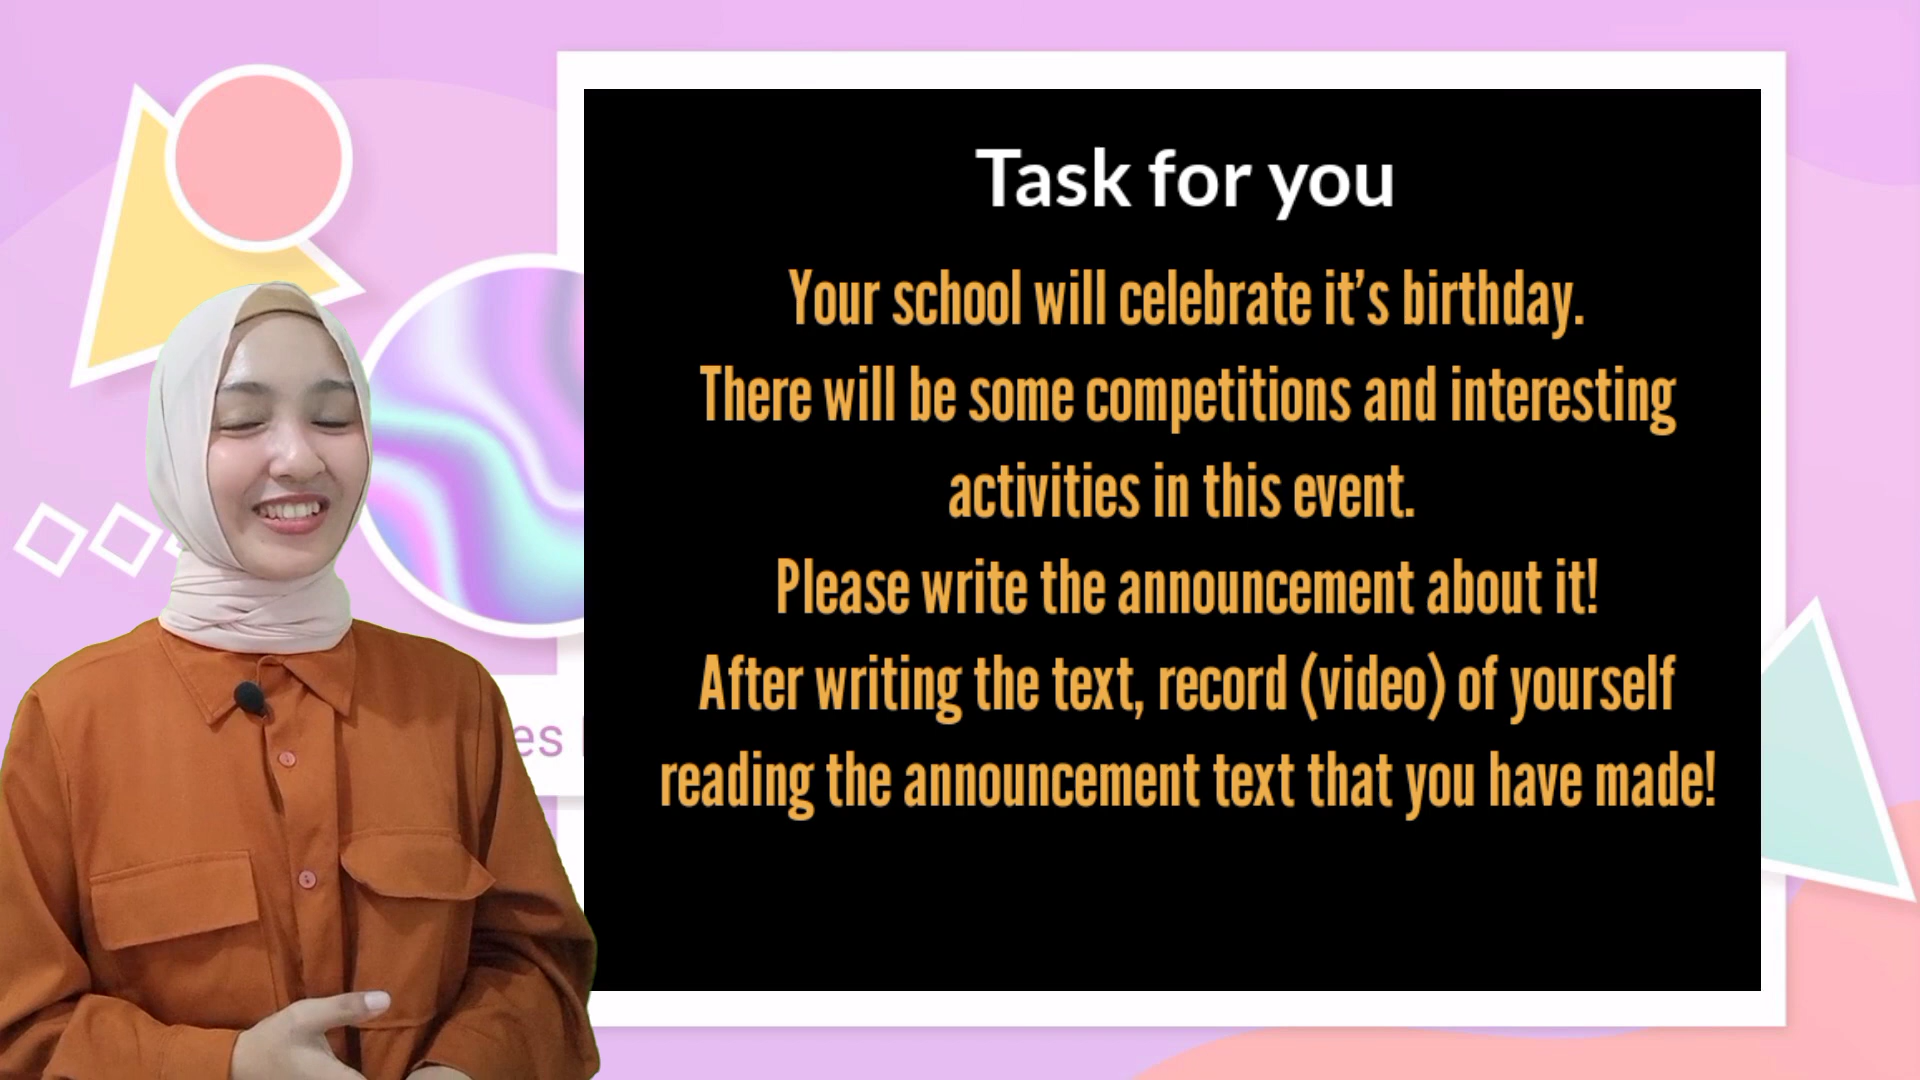 Task for you
Your school will celebrate it's birthday.
There will be some competitions and interesting
activities in this event.
Please write the announcement about it!
After writing the text, record (video) of yourself
reading the announcement text that you have made!